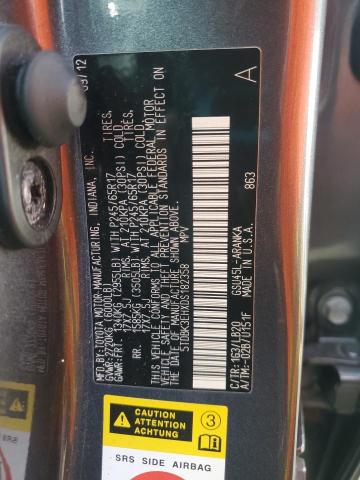 09/12
MFD. BY: TOYOTA MOTOR MANUFACTURING, INDIANA, INC.
GVWR: 2720KG (6000LB)
GAWR: FRT. 1340KG (2955LB) WITH P245/65R17 TIRES,
17X7.5J RIMS, AT 210KPA (30PSI) COLD
RR. 1585KG (3505LB) WITH P245/65R17 TIRES,
17X7.5J RIMS, AT 210KPA (30PSI) COLD
THIS VEHICLE CONFORMS TO ALL APPLICABLE FEDERAL MOTOR
VEHICLE SAFETY AND THEFT PREVENTION STANDARDS IN
EFFECT ON THE DATE OF MANUFACTURE SHOWN ABOVE.
5TDBK3EHXDS182358 MPV
A
863
C/TR: 163/LB20 GSU45L-ARANKA
A/TM: -02B/U151F MADE IN U.S.A.
CAUTION
ATTENTION
ACHTUNG
3
SRS SIDE AIRBAG